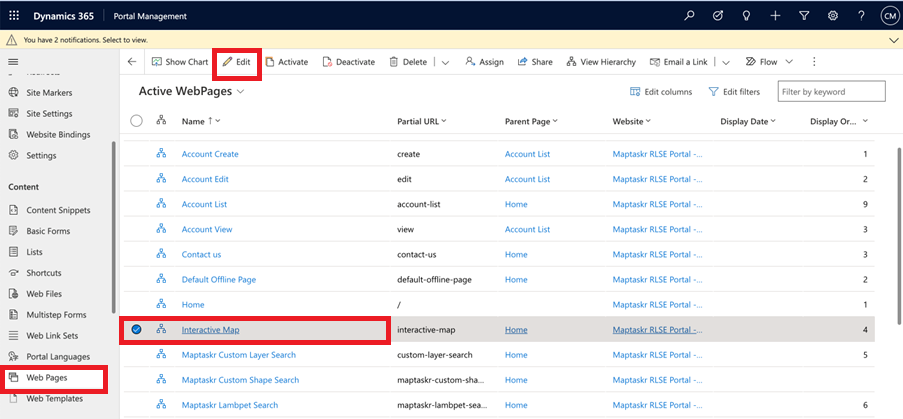 Dynamics 365 Portal Management CM
You have 2 notifications. Select to view.
Show Chart Edit Activate Deactivate Delete Assign Share View Hierarchy Email a Link Flow
Active WebPages Edit columns Edit filters Filter by keyword
Site Markers
Site Settings
Website Bindings
Settings
Content
Content Snippets
Basic Forms
Lists
Shortcuts
Web Files
Multistep Forms
Web Link Sets
Portal Languages
Web Pages
Web Templates
Name ↑ Partial URL Parent Page Website Display Date Display Or...
Account Create create Account List Maptaskr RLSE Portal -... 1
Account Edit edit Account List Maptaskr RLSE Portal -... 2
Account List account-list Home Maptaskr RLSE Portal -... 9
Account View view Account List Maptaskr RLSE Portal -... 3
Contact us contact-us Home Maptaskr RLSE Portal -... 3
Default Offline Page default-offline-page Home Maptaskr RLSE Portal -... 2
Home / Maptaskr RLSE Portal -... 1
Interactive Map interactive-map Home Maptaskr RLSE Portal -... 4
Maptaskr Custom Layer Search custom-layer-search Home Maptaskr RLSE Portal -... 5
Maptaskr Custom Shape Search maptaskr-custom-sha... Home Maptaskr RLSE Portal -...
Maptaskr Lambpet Search maptaskr-lambpet-sea... Home Maptaskr RLSE Portal -... 6